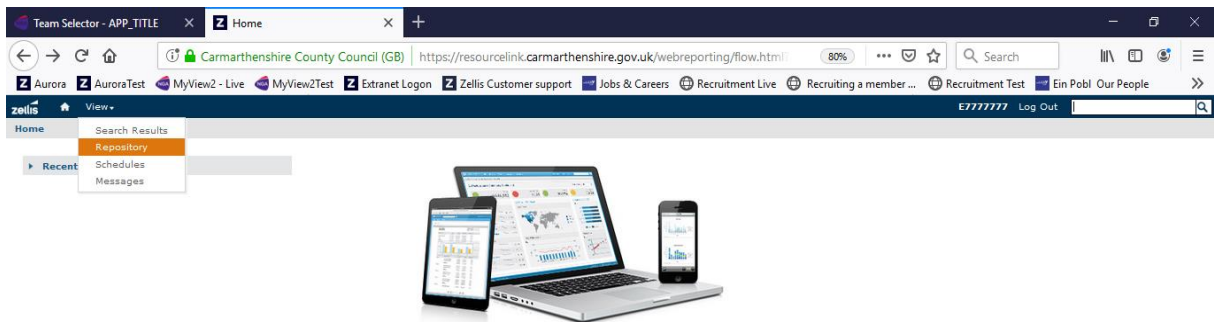 Team Selector - APP_TITLE Home
Carmarthenshire County Council (GB) https://resourcelink.carmarthenshire.gov.uk/webreporting/flow.html? 80% Search
Aurora AuroraTest MyView2 - Live MyView2Test Extranet Logon Zellis Customer support Jobs & Careers Recruitment Live Recruiting a member ... Recruitment Test Ein Pobl Our People
zellis View E7777777 Log Out
Home
Search Results
Repository
Recent
Schedules
Messages